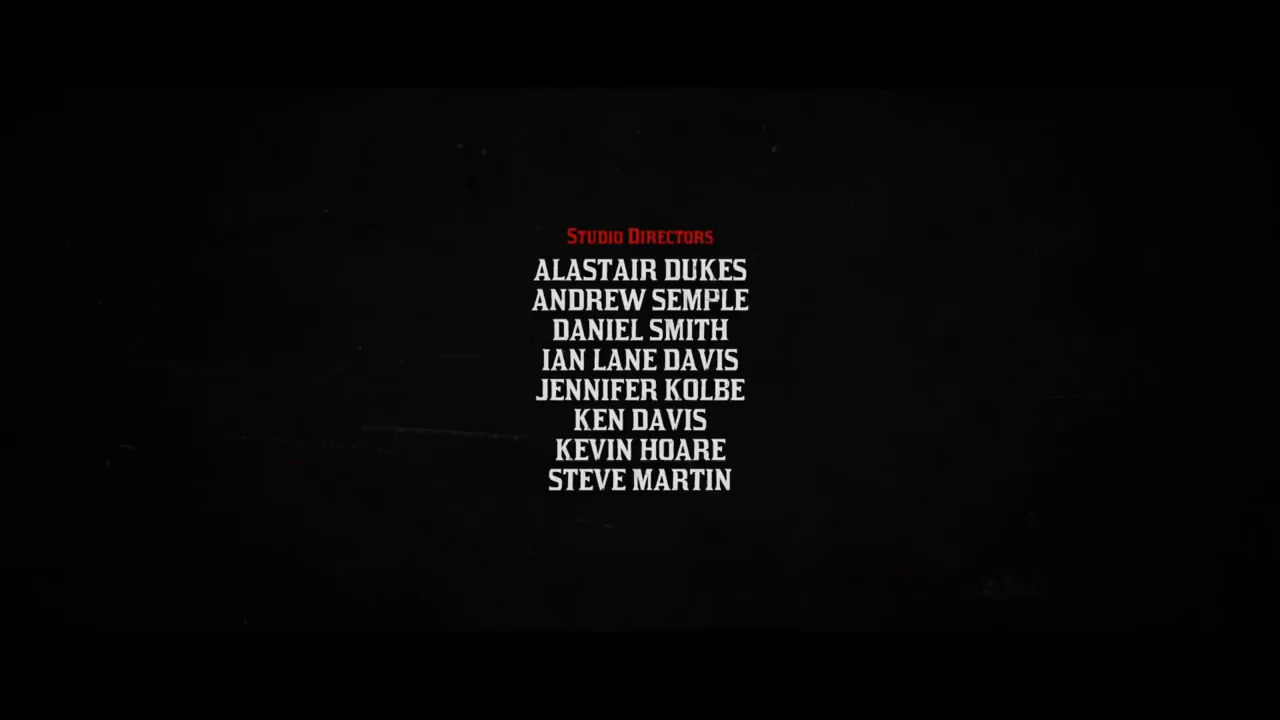 Studio Directors
ALASTAIR DUKES
ANDREW SEMPLE
DANIEL SMITH
IAN LANE DAVIS
JENNIFER KOLBE
KEN DAVIS
KEVIN HOARE
STEVE MARTIN